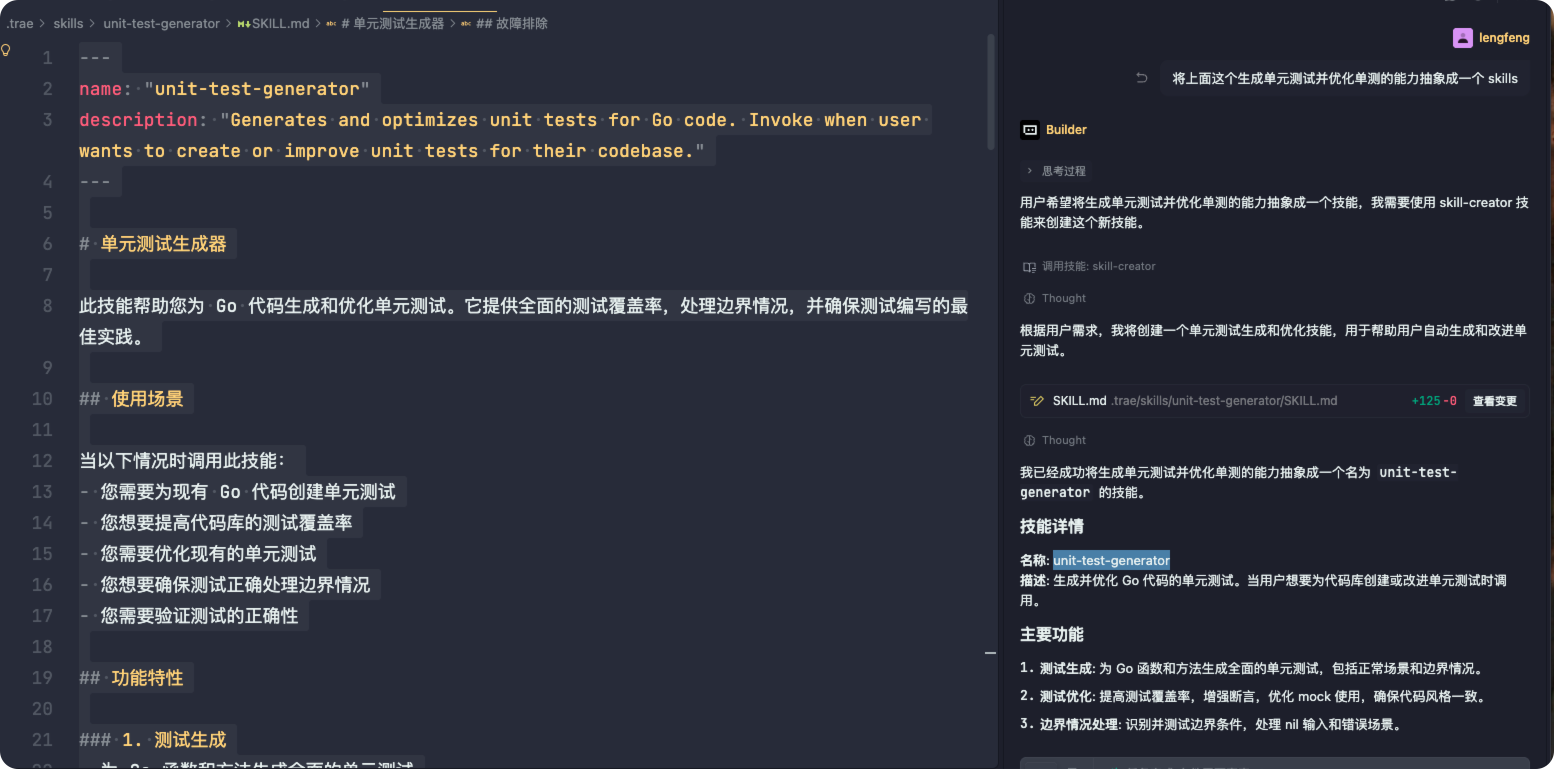 .trae > skills > unit-test-generator > SKILL.md > abc # 单元测试生成器 > abc ## 故障排除
1 ---
2 name: "unit-test-generator"
3 description: "Generates and optimizes unit tests for Go code. Invoke when user
wants to create or improve unit tests for their codebase."
4 ---
5
6 # 单元测试生成器
7
8 此技能帮助您为 Go 代码生成和优化单元测试。它提供全面的测试覆盖率，处理边界情况，并确保测试编写的最
佳实践。
9
10 ## 使用场景
11
12 当以下情况时调用此技能：
13 - 您需要为现有 Go 代码创建单元测试
14 - 您想要提高代码库的测试覆盖率
15 - 您需要优化现有的单元测试
16 - 您想要确保测试正确处理边界情况
17 - 您需要验证测试的正确性
18
19 ## 功能特性
20
21 ### 1. 测试生成
lengfeng
将上面这个生成单元测试并优化单测的能力抽象成一个 skills
Builder
思考过程
用户希望将生成单元测试并优化单测的能力抽象成一个技能，我需要使用 skill-creator 技
能来创建这个新技能。
调用技能: skill-creator
Thought
根据用户需求，我将创建一个单元测试生成和优化技能，用于帮助用户自动生成和改进单
元测试。
SKILL.md .trae/skills/unit-test-generator/SKILL.md +125 -0 查看变更
Thought
我已经成功将生成单元测试并优化单测的能力抽象成一个名为 unit-test-
generator 的技能。
技能详情
名称: unit-test-generator
描述: 生成并优化 Go 代码的单元测试。当用户想要为代码库创建或改进单元测试时调
用。
主要功能
1. 测试生成: 为 Go 函数和方法生成全面的单元测试，包括正常场景和边界情况。
2. 测试优化: 提高测试覆盖率，增强断言，优化 mock 使用，确保代码风格一致。
3. 边界情况处理: 识别并测试边界条件，处理 nil 输入和错误场景。